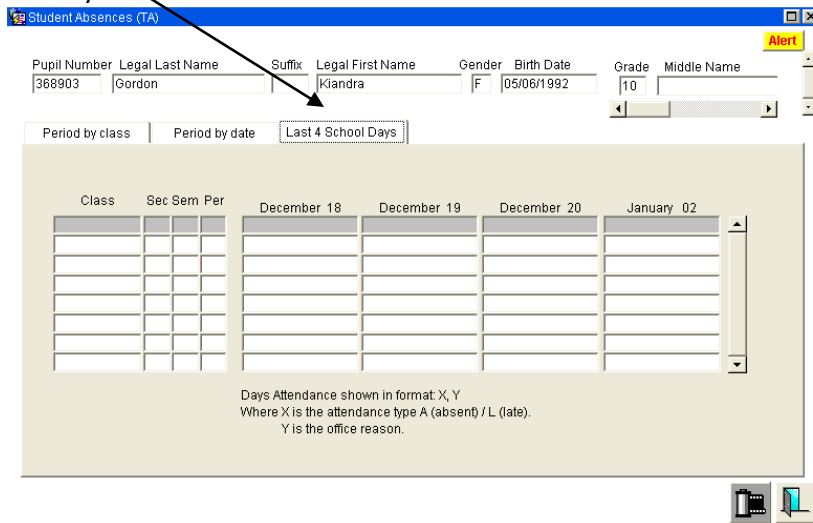 Student Absences (TA)
Alert
Pupil Number Legal Last Name Suffix Legal First Name Gender Birth Date Grade Middle Name
368903 Gordon Kiandra F 05/06/1992 10
Period by class Period by date Last 4 School Days
Class Sec Sem Per December 18 December 19 December 20 January 02
Days Attendance shown in format: X, Y
Where X is the attendance type A (absent) / L (late).
Y is the office reason.